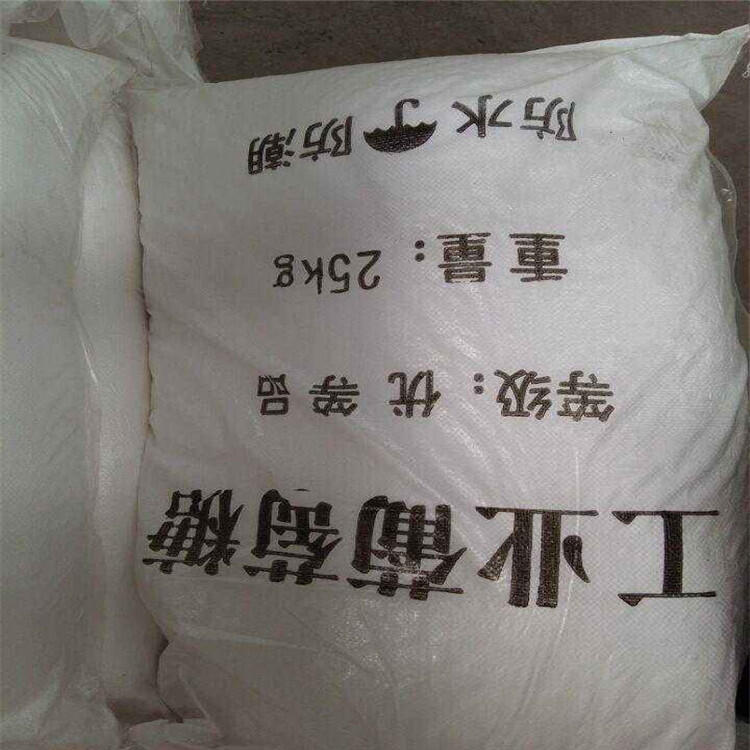 工业葡萄糖
等级：优等品
重量：25kg
防水 防潮